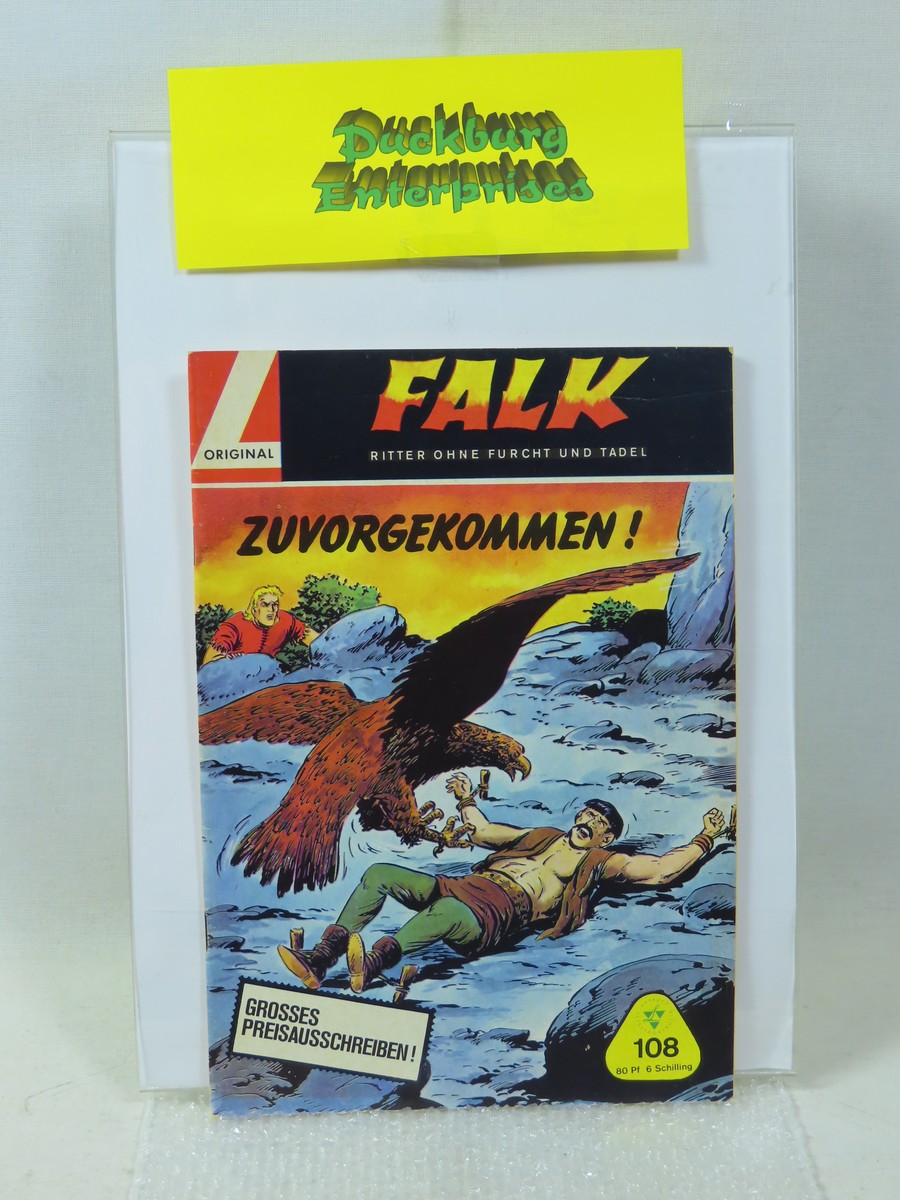 Duckburg
Enterprises
ORIGINAL
FALK
RITTER OHNE FURCHT UND TADEL
ZUVORGEKOMMEN!
GROSSES
PREISAUSSCHREIBEN!
108
80 Pf 6 Schilling